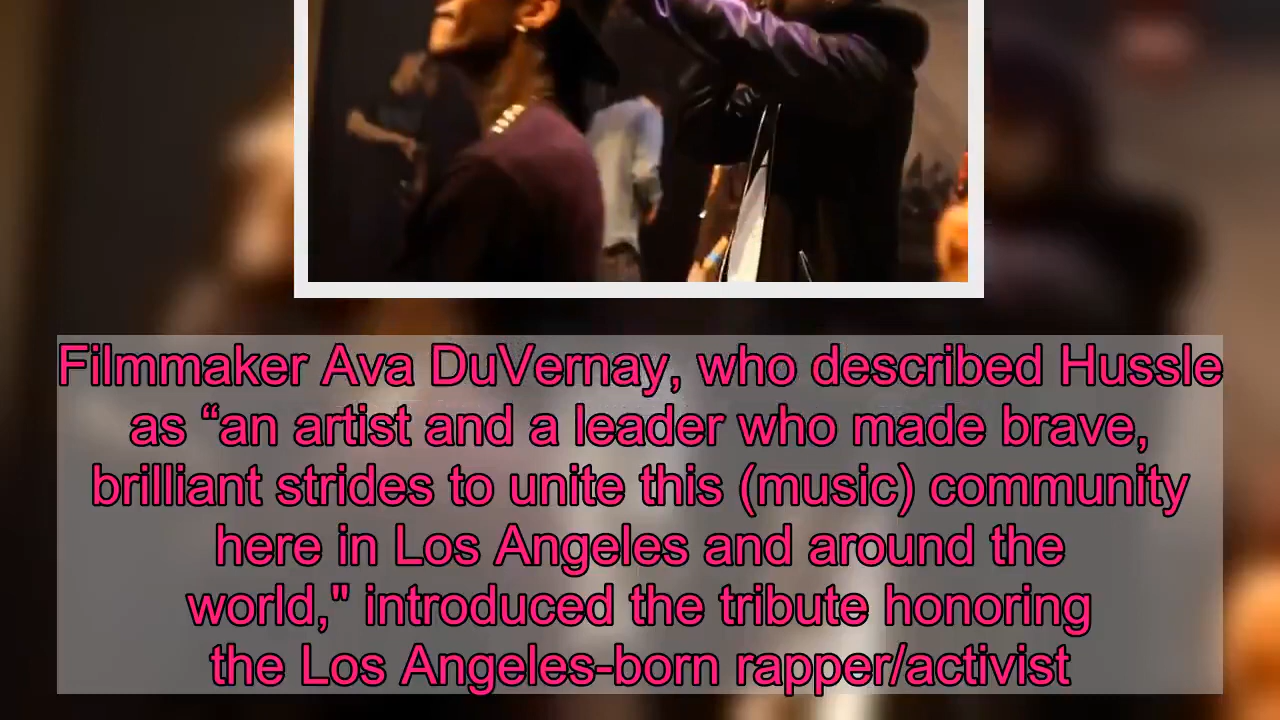 Filmmaker Ava DuVernay, who described Hussle
as “an artist and a leader who made brave,
brilliant strides to unite this (music) community
here in Los Angeles and around the
world," introduced the tribute honoring
the Los Angeles-born rapper/activist